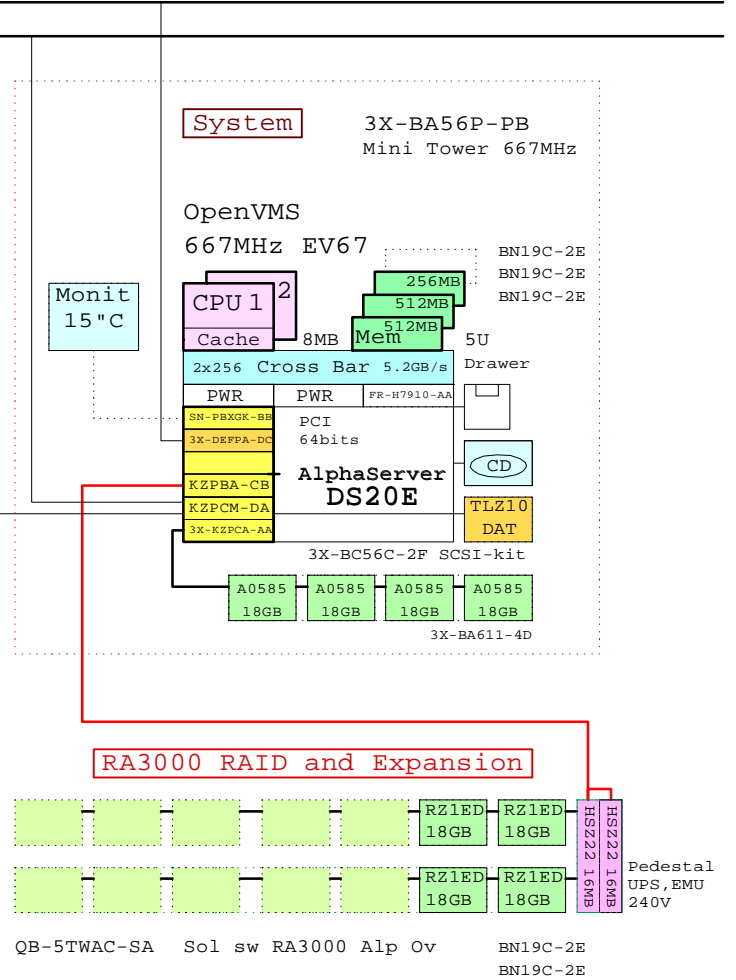 System
3X-BA56P-PB
Mini Tower 667MHz
OpenVMS
667MHz EV67
BN19C-2E
BN19C-2E
BN19C-2E
Monit
15"C
CPU 1
2
Cache
8MB
256MB
512MB
512MB
Mem
5U
Drawer
2x256 Cross Bar 5.2GB/s
PWR
PWR
FR-H7910-AA
SN-PBXGK-BB
3X-DEFPA-DC
PCI
64bits
KZPBA-CB
KZPCM-DA
3X-KZPCA-AA
AlphaServer
DS20E
CD
TLZ10
DAT
3X-BC56C-2F SCSI-kit
A0585
18GB
A0585
18GB
A0585
18GB
A0585
18GB
3X-BA611-4D
RA3000 RAID and Expansion
RZ1ED
18GB
RZ1ED
18GB
RZ1ED
18GB
RZ1ED
18GB
HSZ22 16MB
HSZ22 16MB
Pedestal
UPS,EMU
240V
QB-5TWAC-SA Sol sw RA3000 Alp Ov
BN19C-2E
BN19C-2E